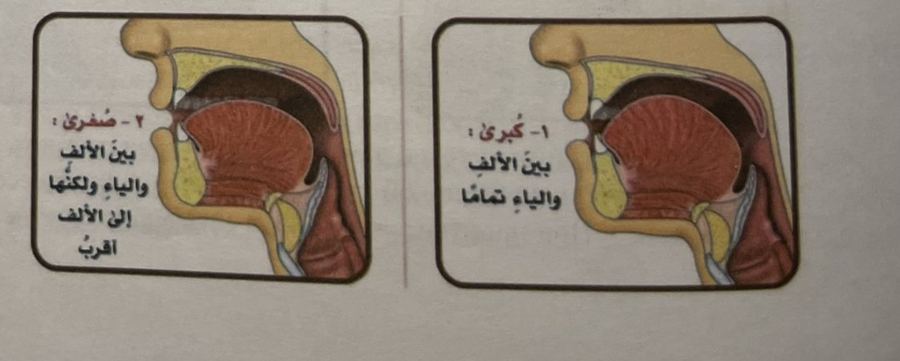 ١- كُبرىٰ :
بينَ الألفِ
والياءِ تمامًا
٢- صُغرىٰ :
بينَ الألفِ
والياءِ ولكنَّها
إلىٰ الألف
أقربُ